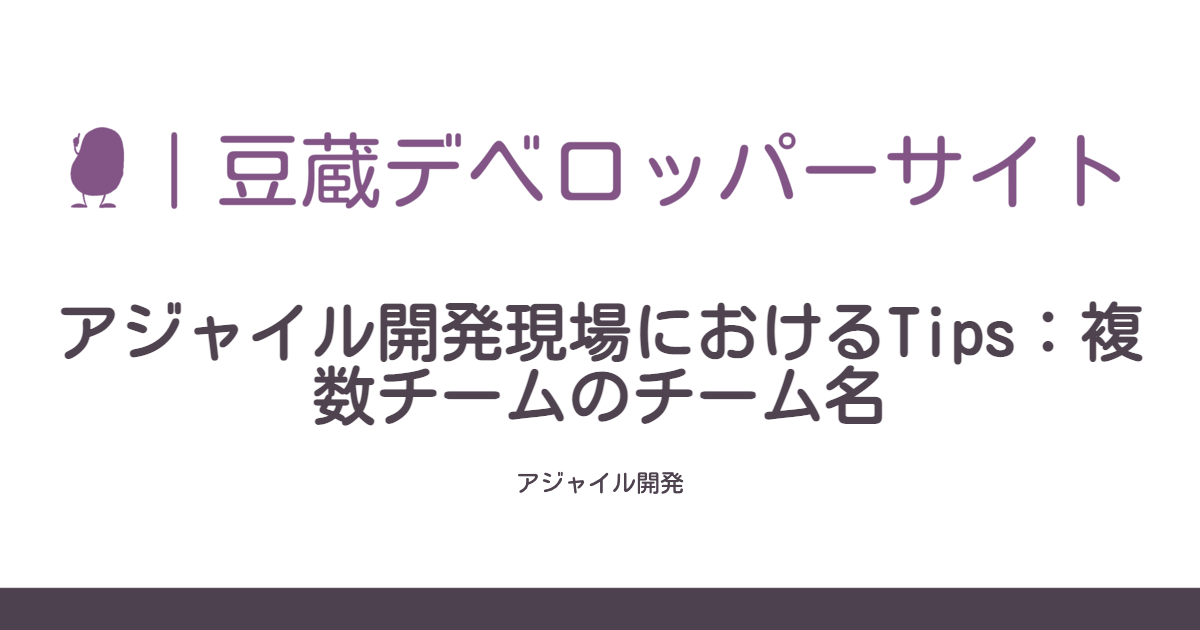 ｜豆蔵デベロッパーサイト
アジャイル開発現場におけるTips：複
数チームのチーム名
アジャイル開発